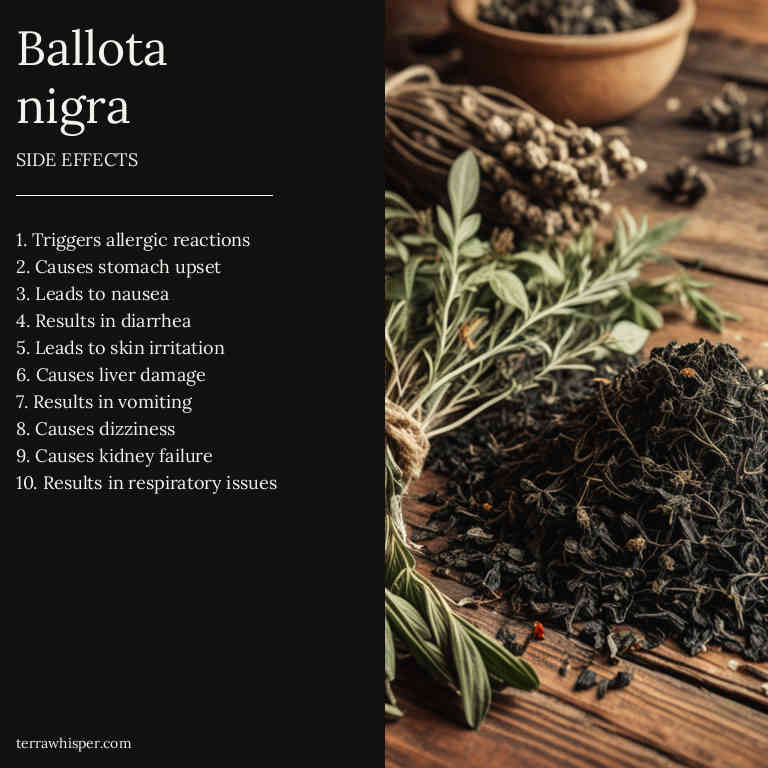 Ballota
nigra
SIDE EFFECTS
1. Triggers allergic reactions
2. Causes stomach upset
3. Leads to nausea
4. Results in diarrhea
5. Leads to skin irritation
6. Causes liver damage
7. Results in vomiting
8. Causes dizziness
9. Causes kidney failure
10. Results in respiratory issues
terrawhisper.com